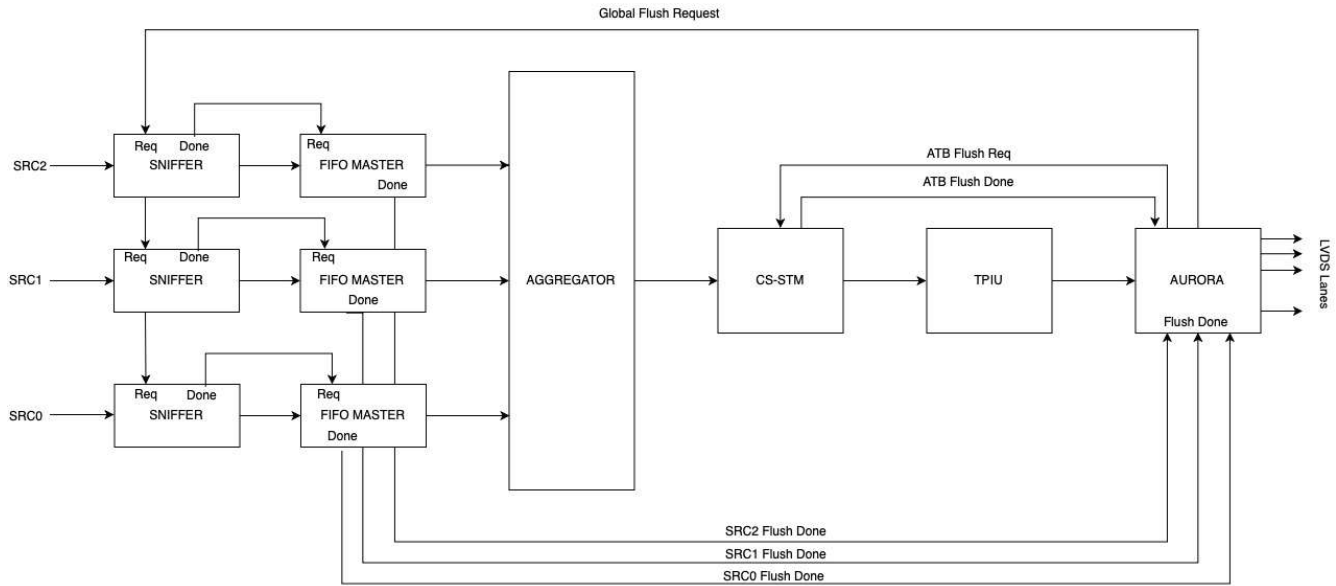 Global Flush Request
Req Done
SRC2
SNIFFER
Req
FIFO MASTER
Done
ATB Flush Req
ATB Flush Done
Req Done
SRC1
SNIFFER
Req
FIFO MASTER
Done
AGGREGATOR
CS-STM
TPIU
AURORA
Flush Done
LVDS Lanes
Req Done
SRC0
SNIFFER
Req
FIFO MASTER
Done
SRC2 Flush Done
SRC1 Flush Done
SRC0 Flush Done